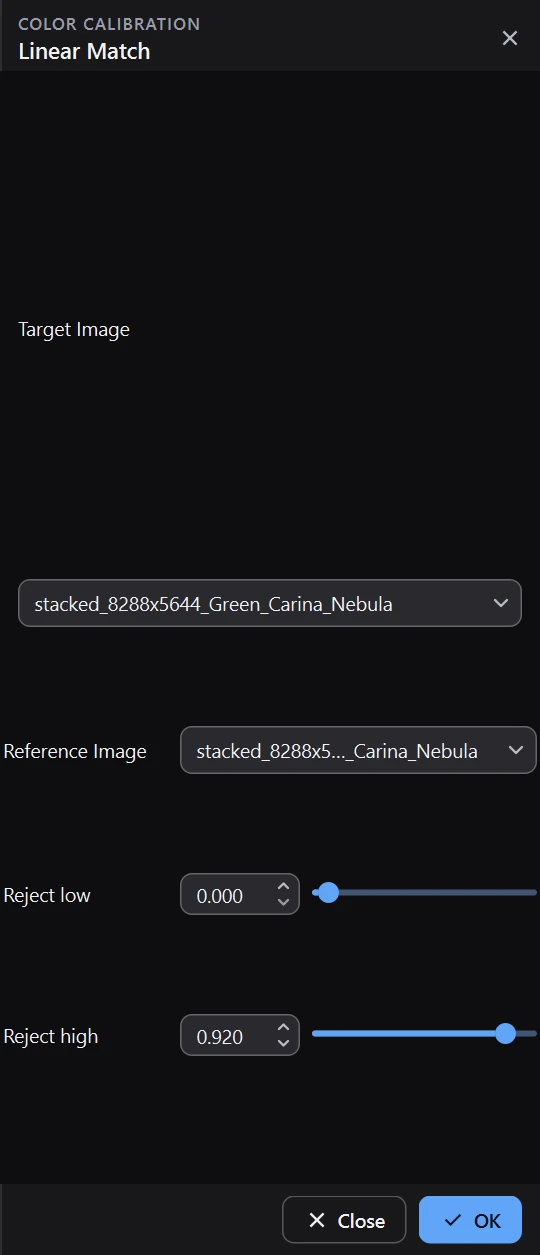 COLOR CALIBRATION
Linear Match
Target Image
stacked_8288x5644_Green_Carina_Nebula
Reference Image
stacked_8288x5..._Carina_Nebula
Reject low
0.000
Reject high
0.920
Close
OK